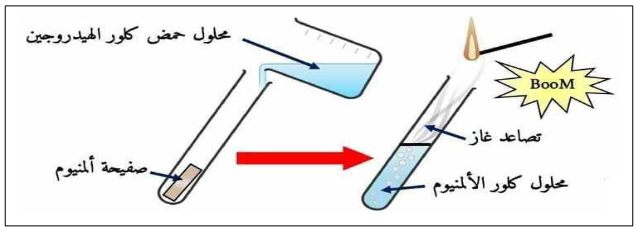 محلول حمض كلور الهيدروجين
BooM
تصاعد غاز
صفيحة ألمنيوم
محلول كلور الألمنيوم